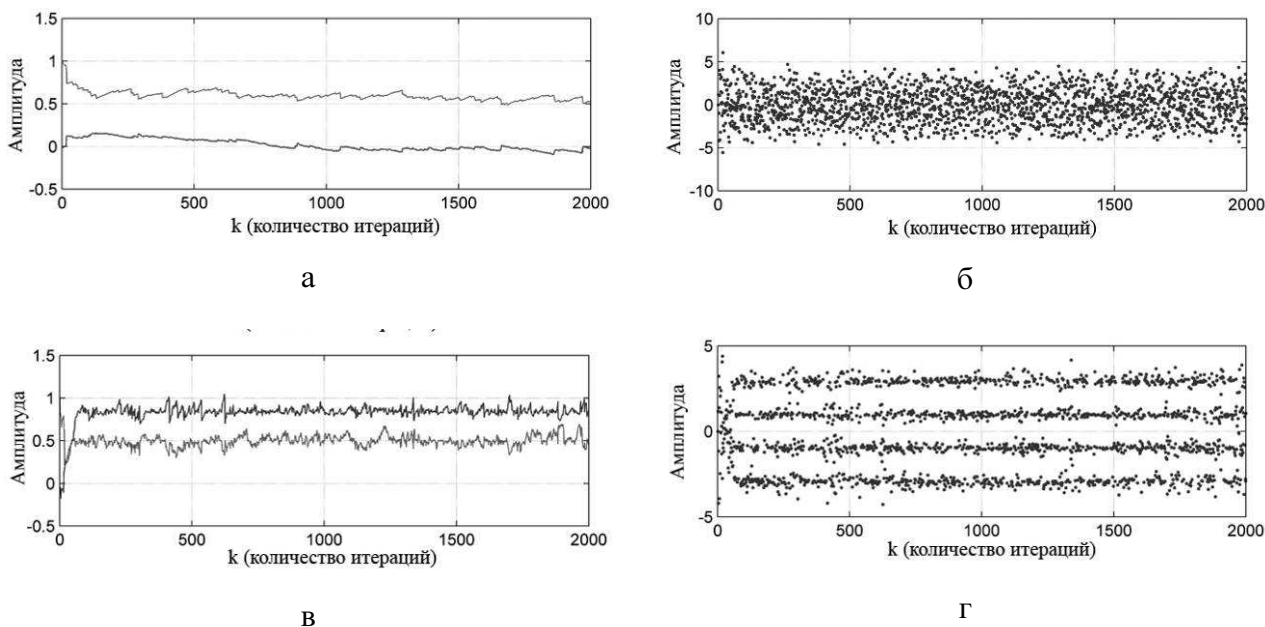 1.5
1
0.5
0
-0.5
Амплитуда
0 500 1000 1500 2000
k (количество итераций)
а
10
5
0
-5
-10
Амплитуда
0 500 1000 1500 2000
k (количество итераций)
б
1.5
1
0.5
0
-0.5
Амплитуда
0 500 1000 1500 2000
k (количество итераций)
в
5
0
-5
Амплитуда
0 500 1000 1500 2000
k (количество итераций)
г